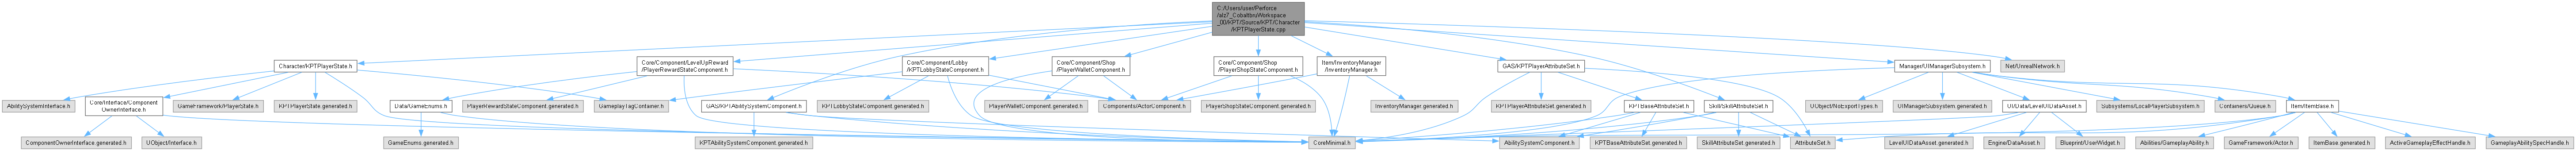 C:/Users/user/Perforce
/alz7_CobaltbruWorkspace
_00/KPT/Source/KPT/Character
/KPTPlayerState.cpp
Character/KPTPlayerState.h
Core/Component/LevelUpReward
/PlayerRewardStateComponent.h
Core/Component/Lobby
/KPTLobbyStateComponent.h
Core/Component/Shop
/PlayerWalletComponent.h
Core/Component/Shop
/PlayerShopStateComponent.h
Item/InventoryManager
/InventoryManager.h
GAS/KPTPlayerAttributeSet.h
Manager/UIManagerSubsystem.h
Net/UnrealNetwork.h
AbilitySystemInterface.h
Core/Interface/Component
OwnerInterface.h
GameFramework/PlayerState.h
KPTPlayerState.generated.h
Data/GameEnums.h
PlayerRewardStateComponent.generated.h
GameplayTagContainer.h
GAS/KPTAbilitySystemComponent.h
KPTLobbyStateComponent.generated.h
PlayerWalletComponent.generated.h
Components/ActorComponent.h
PlayerShopStateComponent.generated.h
InventoryManager.generated.h
KPTPlayerAttributeSet.generated.h
KPTBaseAttributeSet.h
Skill/SkillAttributeSet.h
UObject/NoExportTypes.h
UIManagerSubsystem.generated.h
UI/Data/LevelUIDataAsset.h
Subsystems/LocalPlayerSubsystem.h
Containers/Queue.h
Item/ItemBase.h
ComponentOwnerInterface.generated.h
UObject/Interface.h
GameEnums.generated.h
KPTAbilitySystemComponent.generated.h
CoreMinimal.h
AbilitySystemComponent.h
KPTBaseAttributeSet.generated.h
SkillAttributeSet.generated.h
AttributeSet.h
LevelUIDataAsset.generated.h
Engine/DataAsset.h
Blueprint/UserWidget.h
Abilities/GameplayAbility.h
GameFramework/Actor.h
ItemBase.generated.h
ActiveGameplayEffectHandle.h
GameplayAbilitySpecHandle.h